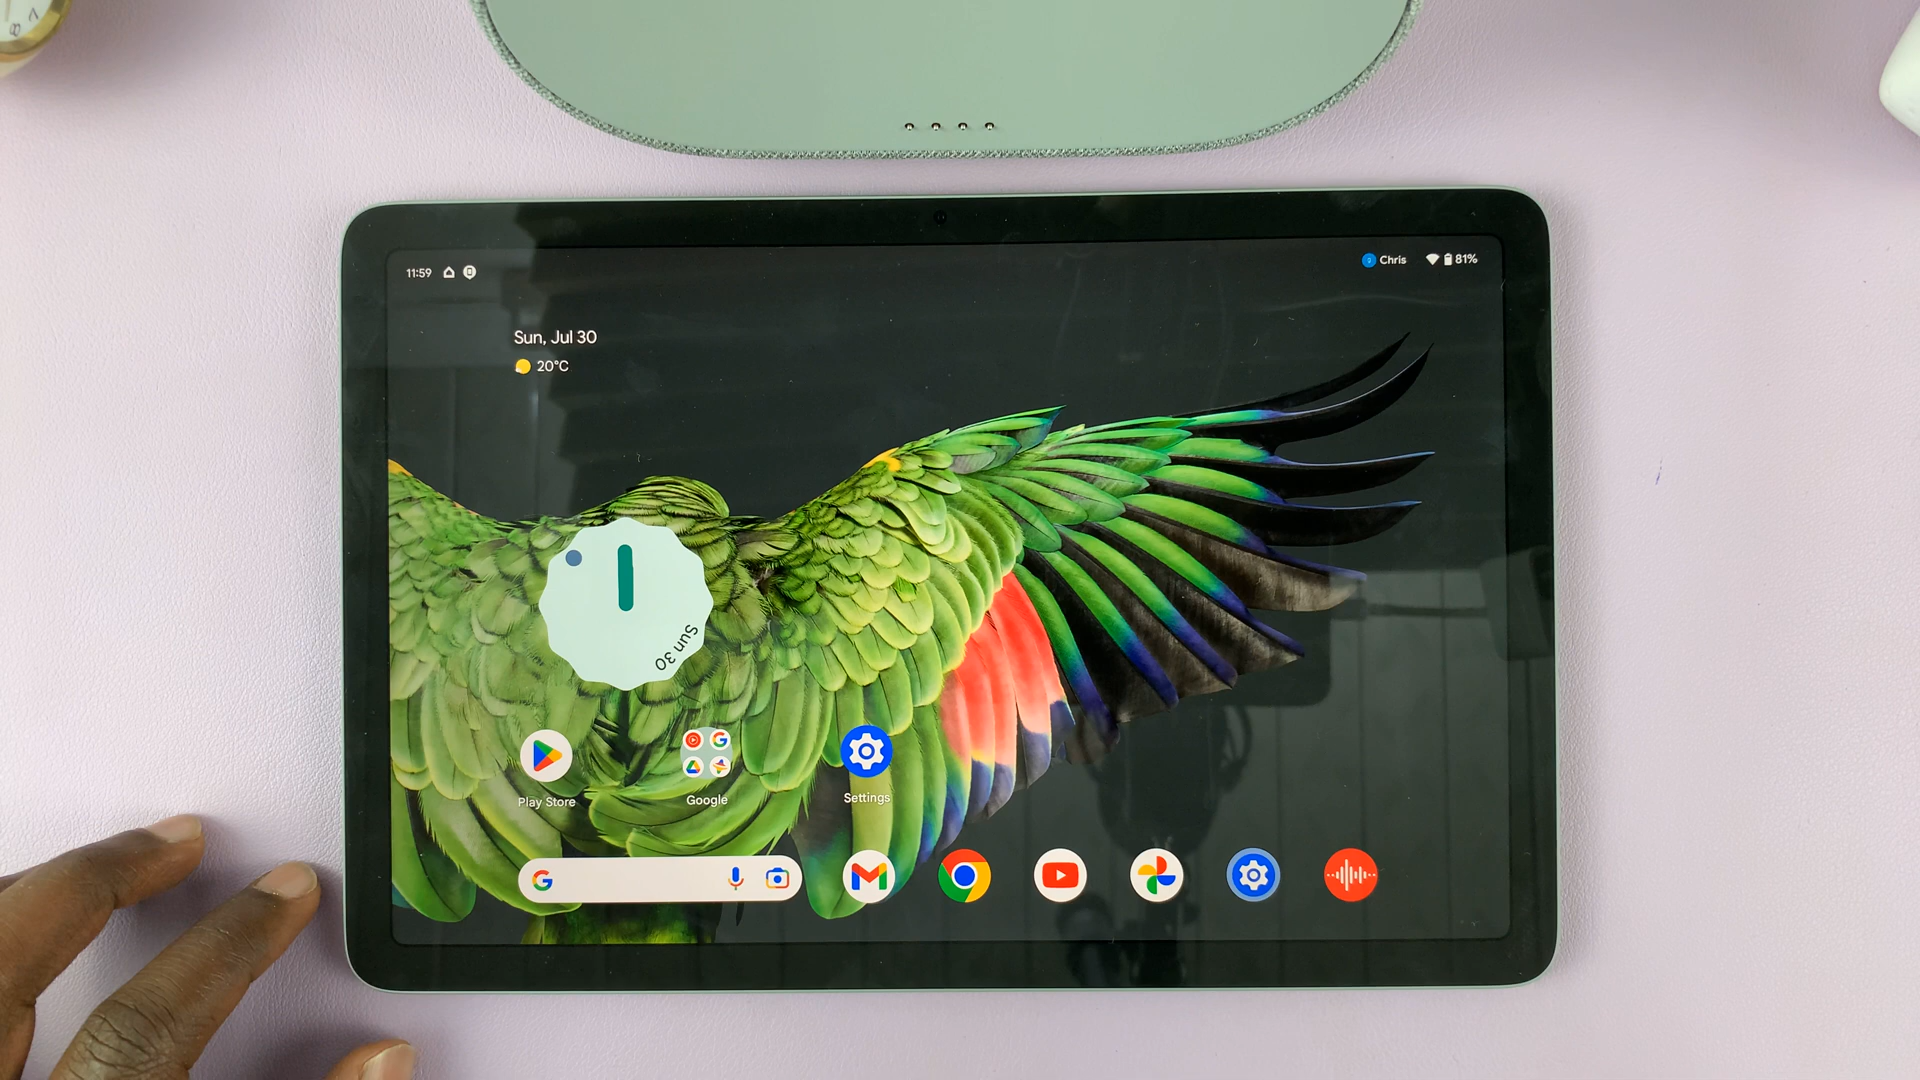 11:59
Chris 81%
Sun, Jul 30
20°C
Sun 30
Play Store
Google
Settings